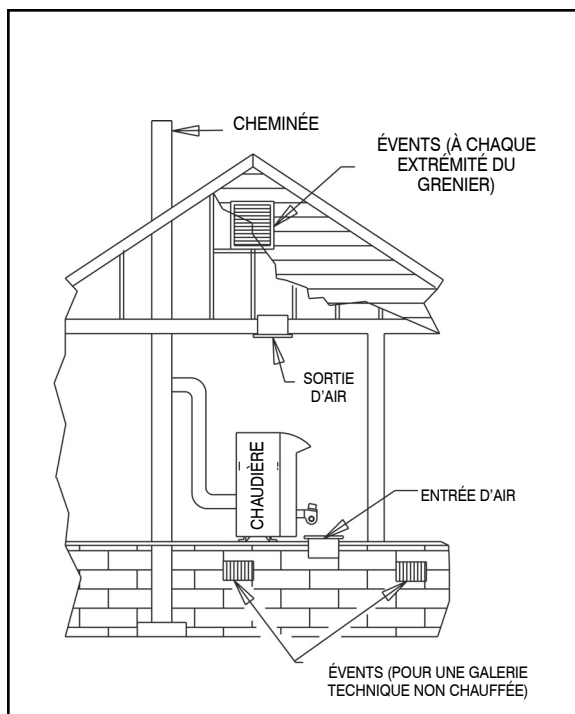 CHEMINÉE
ÉVENTS (À CHAQUE
EXTRÉMITÉ DU
GRENIER)
SORTIE
D'AIR
CHAUDIÈRE
ENTRÉE D'AIR
ÉVENTS (POUR UNE GALERIE
TECHNIQUE NON CHAUFFÉE)